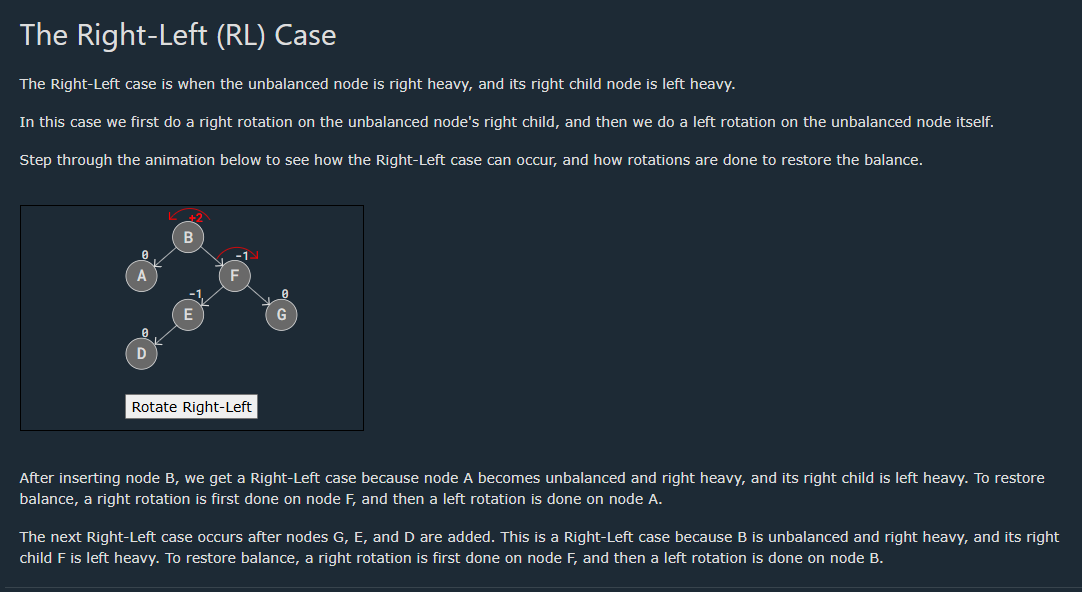 The Right-Left (RL) Case
The Right-Left case is when the unbalanced node is right heavy, and its right child node is left heavy.
In this case we first do a right rotation on the unbalanced node's right child, and then we do a left rotation on the unbalanced node itself.
Step through the animation below to see how the Right-Left case can occur, and how rotations are done to restore the balance.
+2
B
0
-1
A
F
-1
0
E
G
0
D
Rotate Right-Left
After inserting node B, we get a Right-Left case because node A becomes unbalanced and right heavy, and its right child is left heavy. To restore
balance, a right rotation is first done on node F, and then a left rotation is done on node A.
The next Right-Left case occurs after nodes G, E, and D are added. This is a Right-Left case because B is unbalanced and right heavy, and its right
child F is left heavy. To restore balance, a right rotation is first done on node F, and then a left rotation is done on node B.